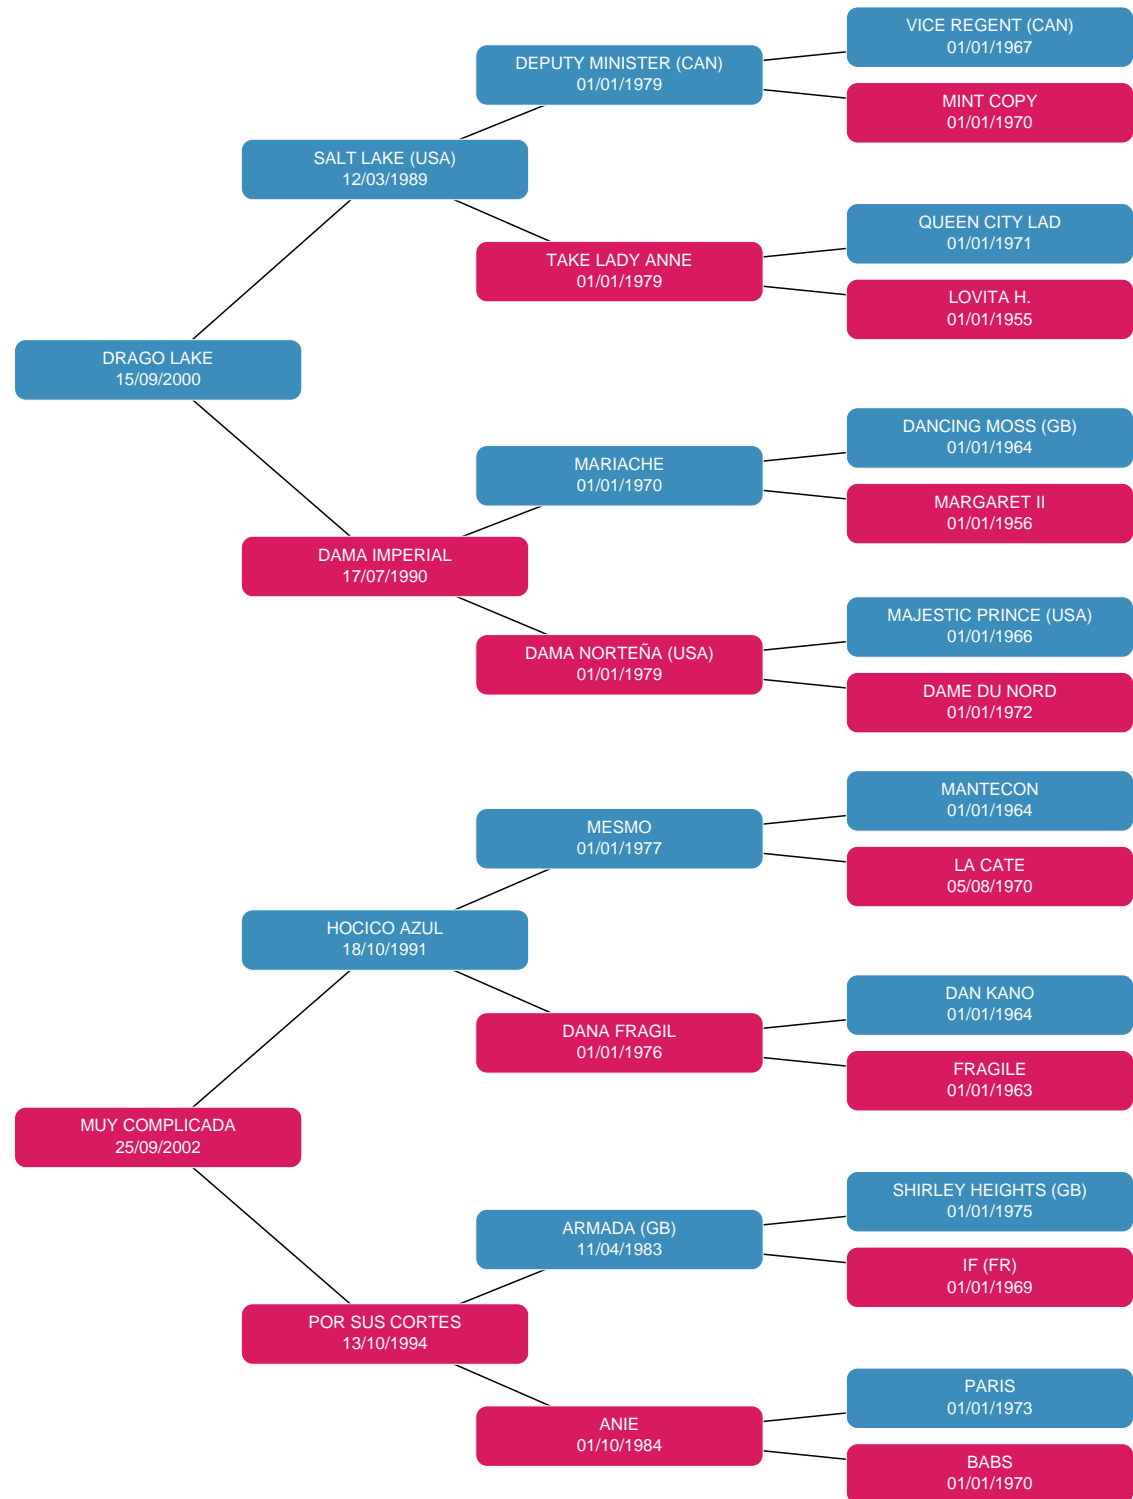 VICE REGENT (CAN)
01/01/1967
DEPUTY MINISTER (CAN)
01/01/1979
MINT COPY
01/01/1970
SALT LAKE (USA)
12/03/1989
QUEEN CITY LAD
01/01/1971
TAKE LADY ANNE
01/01/1979
LOVITA H.
01/01/1955
DRAGO LAKE
15/09/2000
DANCING MOSS (GB)
01/01/1964
MARIACHE
01/01/1970
MARGARET II
01/01/1956
DAMA IMPERIAL
17/07/1990
MAJESTIC PRINCE (USA)
01/01/1966
DAMA NORTEÑA (USA)
01/01/1979
DAME DU NORD
01/01/1972
MANTECON
01/01/1964
MESMO
01/01/1977
LA CATE
05/08/1970
HOCICO AZUL
18/10/1991
DAN KANO
01/01/1964
DANA FRAGIL
01/01/1976
FRAGILE
01/01/1963
MUY COMPLICADA
25/09/2002
SHIRLEY HEIGHTS (GB)
01/01/1975
ARMADA (GB)
11/04/1983
IF (FR)
01/01/1969
POR SUS CORTES
13/10/1994
PARIS
01/01/1973
ANIE
01/10/1984
BABS
01/01/1970